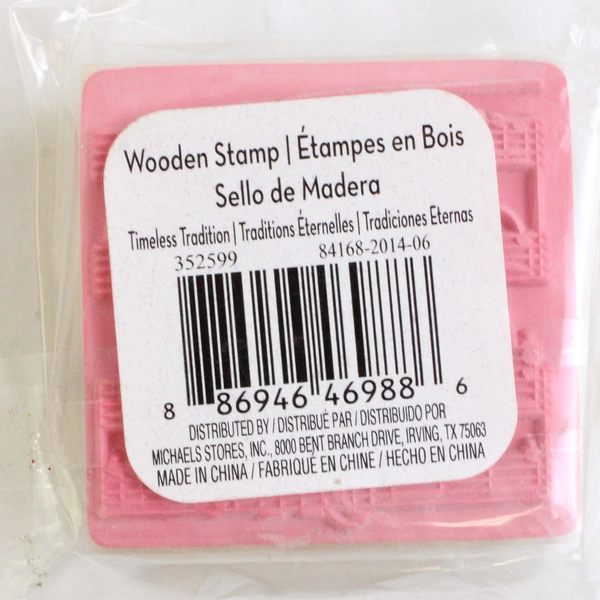 Wooden Stamp | Étampes en Bois
Sello de Madera
Timeless Tradition | Traditions Éternelles | Tradiciones Eternas
352599 84168-2014-06
8 86946 46988 6
DISTRIBUTED BY / DISTRIBUÉ PAR / DISTRIBUIDO POR
MICHAELS STORES, INC., 8000 BENT BRANCH DRIVE, IRVING, TX 75063
MADE IN CHINA / FABRIQUÉ EN CHINE / HECHO EN CHINA